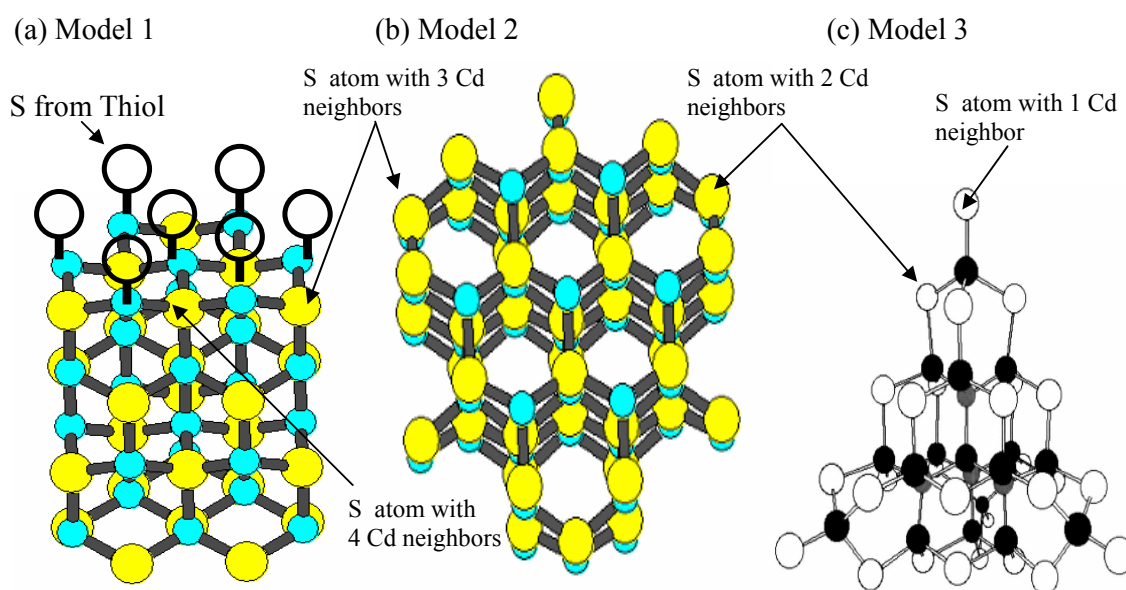 (a) Model 1
(b) Model 2
(c) Model 3
S from Thiol
S atom with 3 Cd
neighbors
S atom with 2 Cd
neighbors
S atom with 1 Cd
neighbor
S atom with
4 Cd neighbors